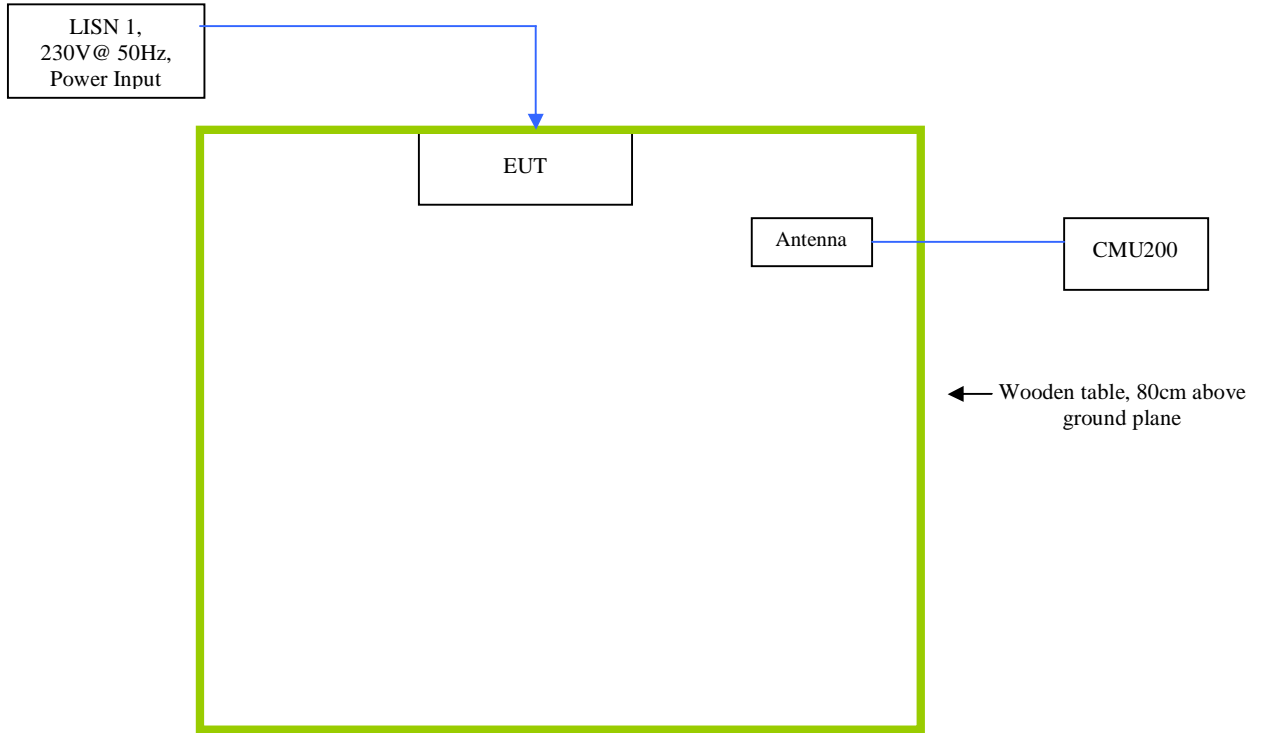 LISN 1,
230V@ 50Hz,
Power Input
EUT
Antenna
CMU200
Wooden table, 80cm above
ground plane